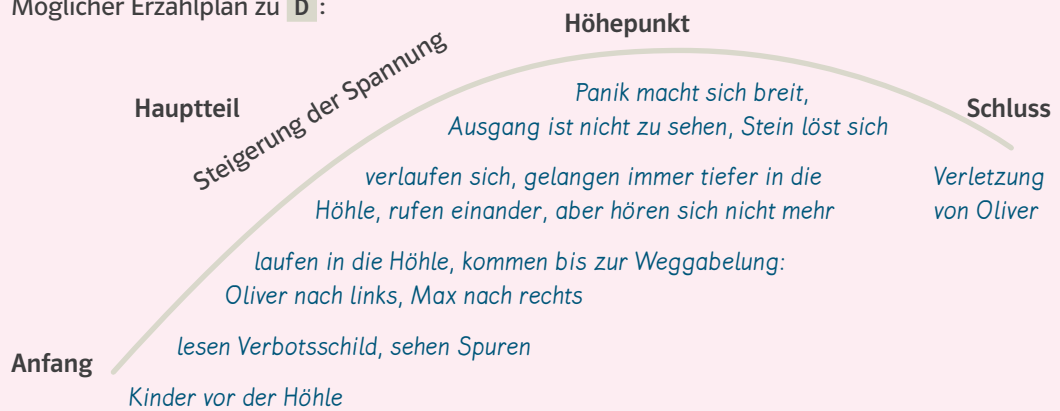 Möglicher Erzählplan zu D:
Höhepunkt
Steigerung der Spannung
Hauptteil
Schluss
Panik macht sich breit,
Ausgang ist nicht zu sehen, Stein löst sich
verlaufen sich, gelangen immer tiefer in die
Höhle, rufen einander, aber hören sich nicht mehr
Verletzung
von Oliver
laufen in die Höhle, kommen bis zur Weggabelung:
Oliver nach links, Max nach rechts
lesen Verbotsschild, sehen Spuren
Anfang
Kinder vor der Höhle